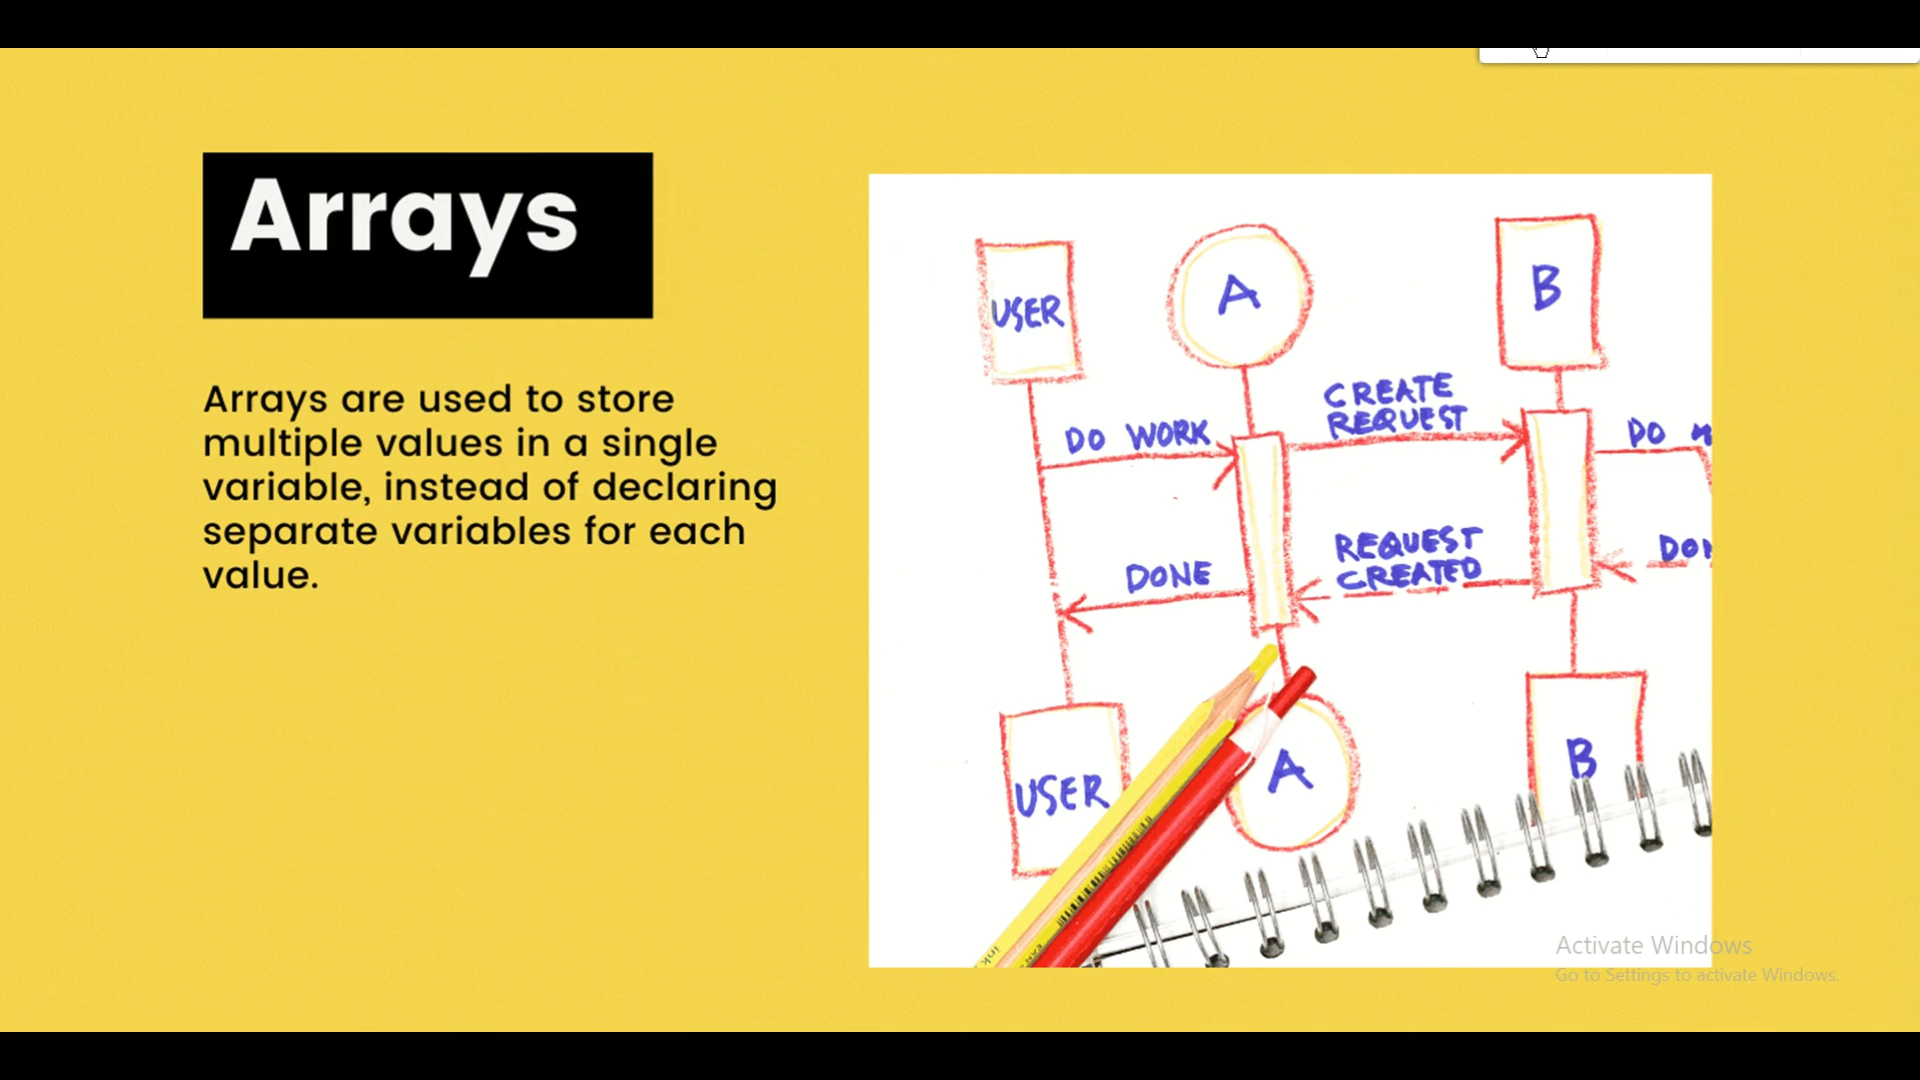 Arrays
Arrays are used to store
multiple values in a single
variable, instead of declaring
separate variables for each
value.
USER
A
B
DO WORK
CREATE
REQUEST
DO
DONE
REQUEST
CREATED
USER
A
B
Activate Windows
Go to Settings to activate Windows.